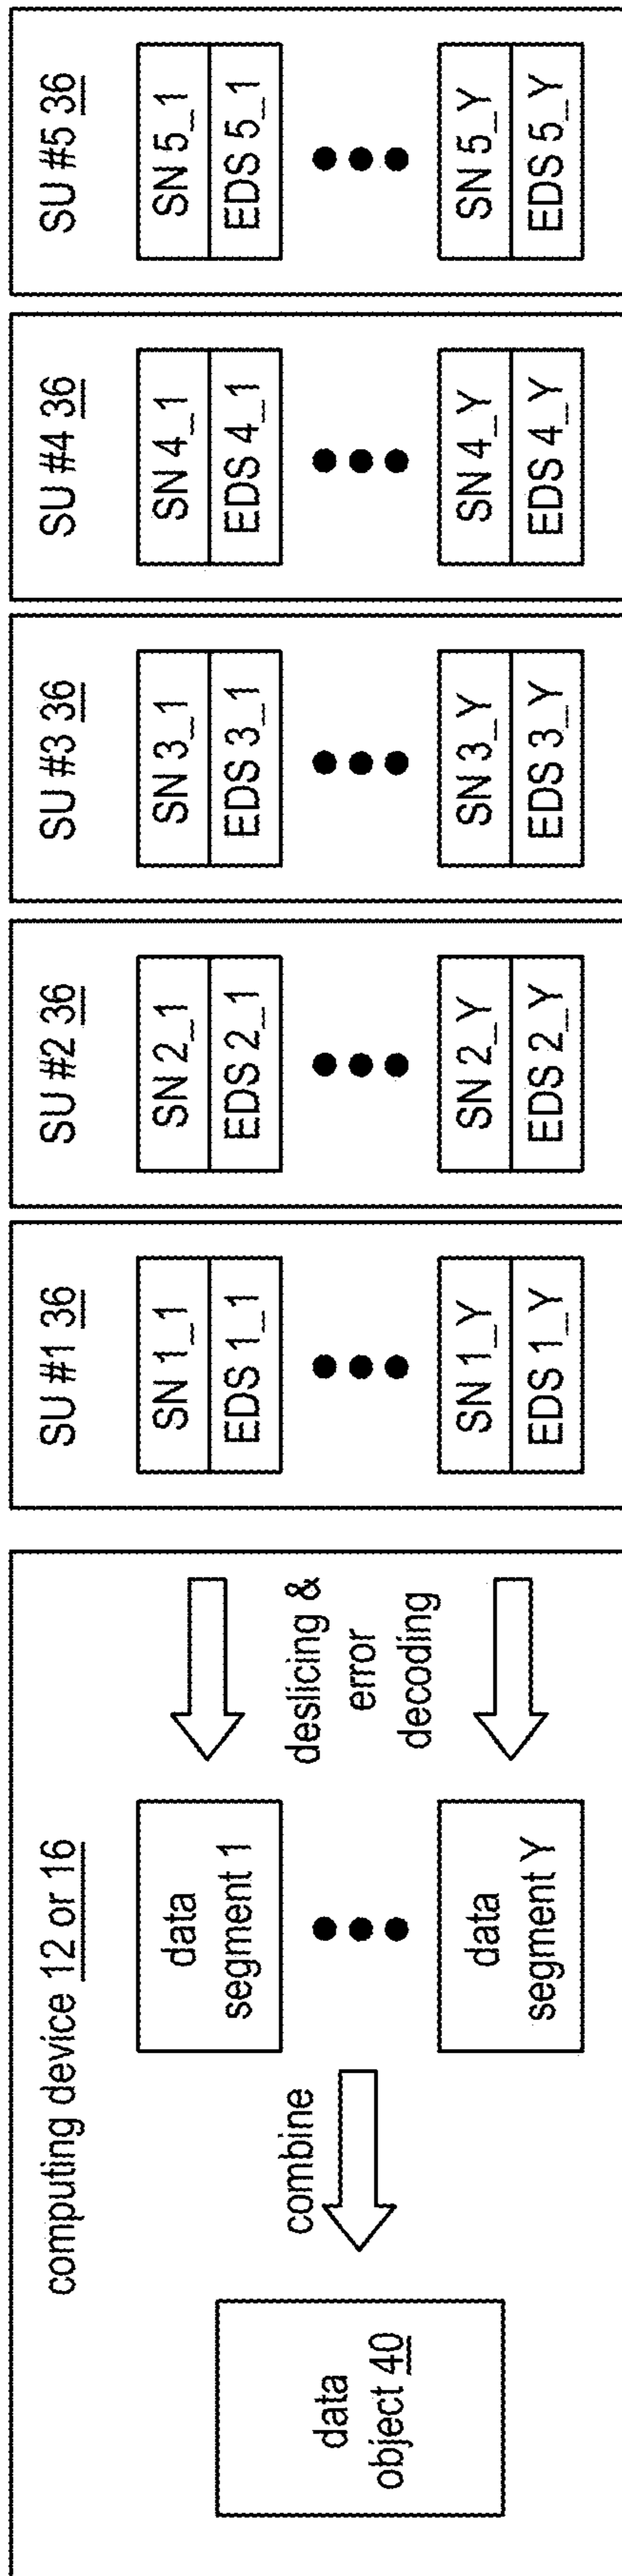 computing device 12 or 16
data
object 40
combine
data
segment 1
data
segment Y
deslicing &
error
decoding
SU #1 36
SN 1_1
EDS 1_1
SN 1_Y
EDS 1_Y
SU #2 36
SN 2_1
EDS 2_1
SN 2_Y
EDS 2_Y
SU #3 36
SN 3_1
EDS 3_1
SN 3_Y
EDS 3_Y
SU #4 36
SN 4_1
EDS 4_1
SN 4_Y
EDS 4_Y
SU #5 36
SN 5_1
EDS 5_1
SN 5_Y
EDS 5_Y